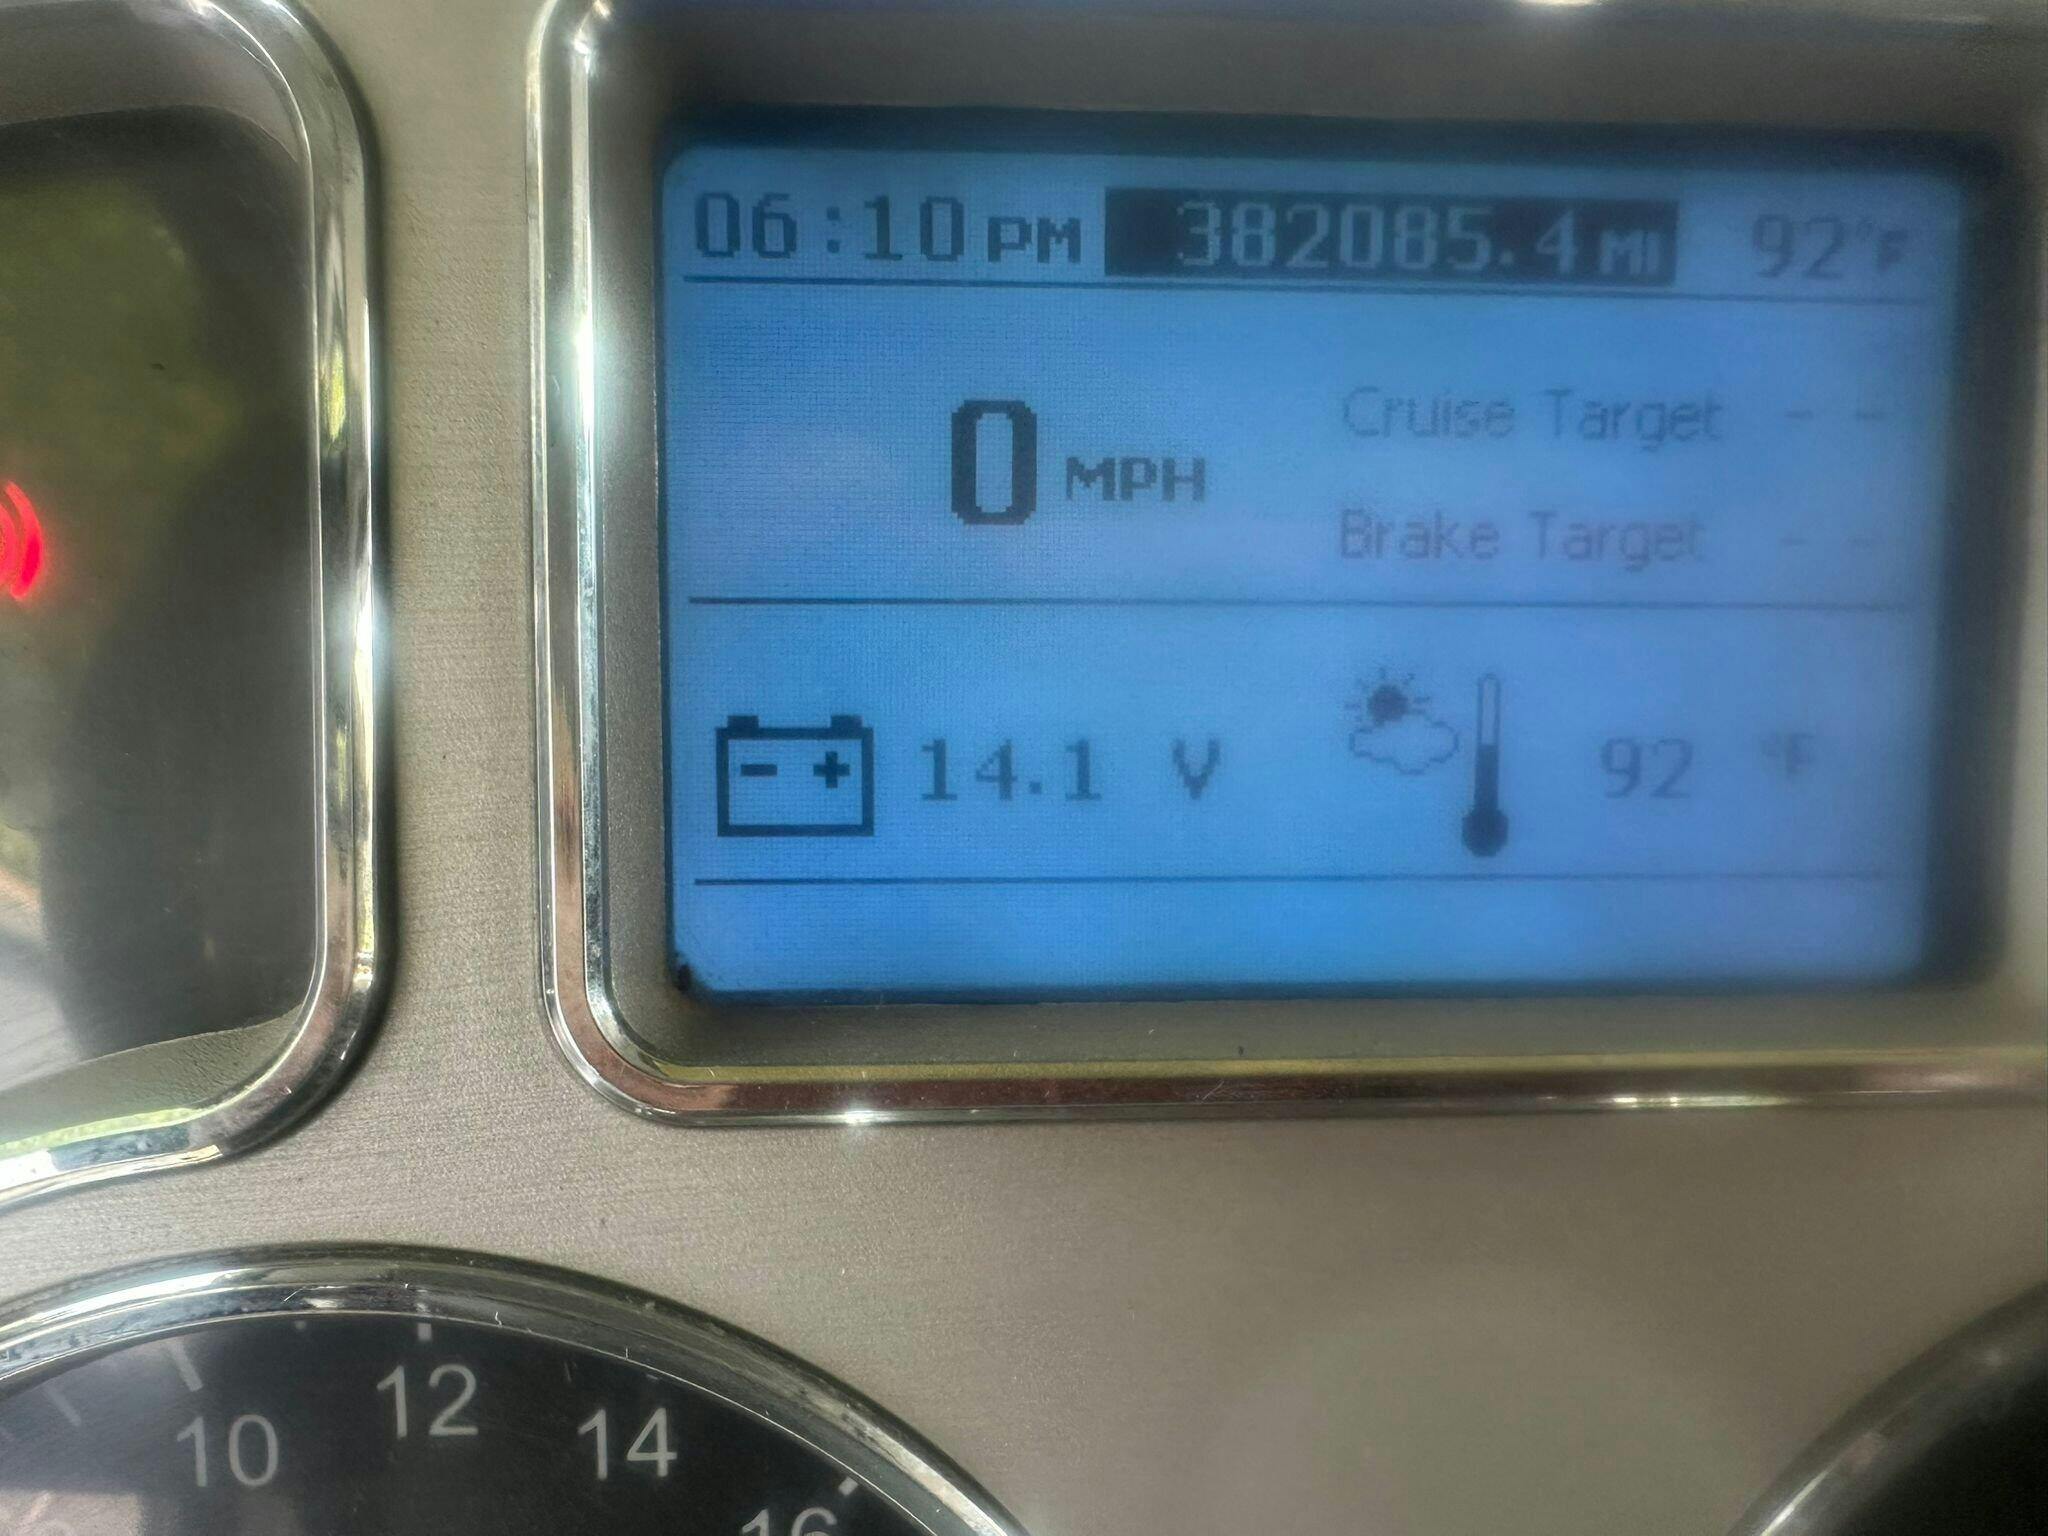 06:10 PM 382085.4 MI 92°F
Cruise Target - -
0 MPH
Brake Target - -
- + 14.1 V 92 °F
10 12 14 16